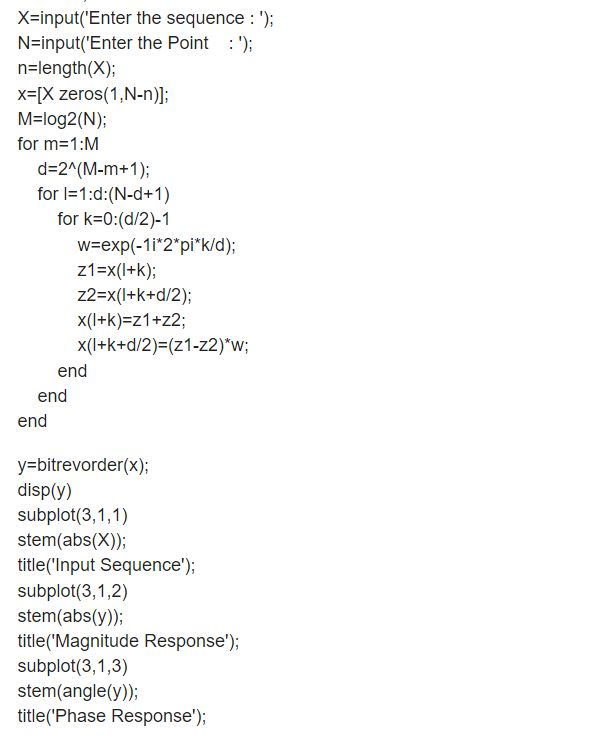 X=input('Enter the sequence : ');
N=input('Enter the Point    : ');
n=length(X);
x=[X zeros(1,N-n)];
M=log2(N);
for m=1:M
    d=2^(M-m+1);
    for l=1:d:(N-d+1)
        for k=0:(d/2)-1
            w=exp(-1i*2*pi*k/d);
            z1=x(l+k);
            z2=x(l+k+d/2);
            x(l+k)=z1+z2;
            x(l+k+d/2)=(z1-z2)*w;
        end
    end
end
y=bitrevorder(x);
disp(y)
subplot(3,1,1)
stem(abs(X));
title('Input Sequence');
subplot(3,1,2)
stem(abs(y));
title('Magnitude Response');
subplot(3,1,3)
stem(angle(y));
title('Phase Response');